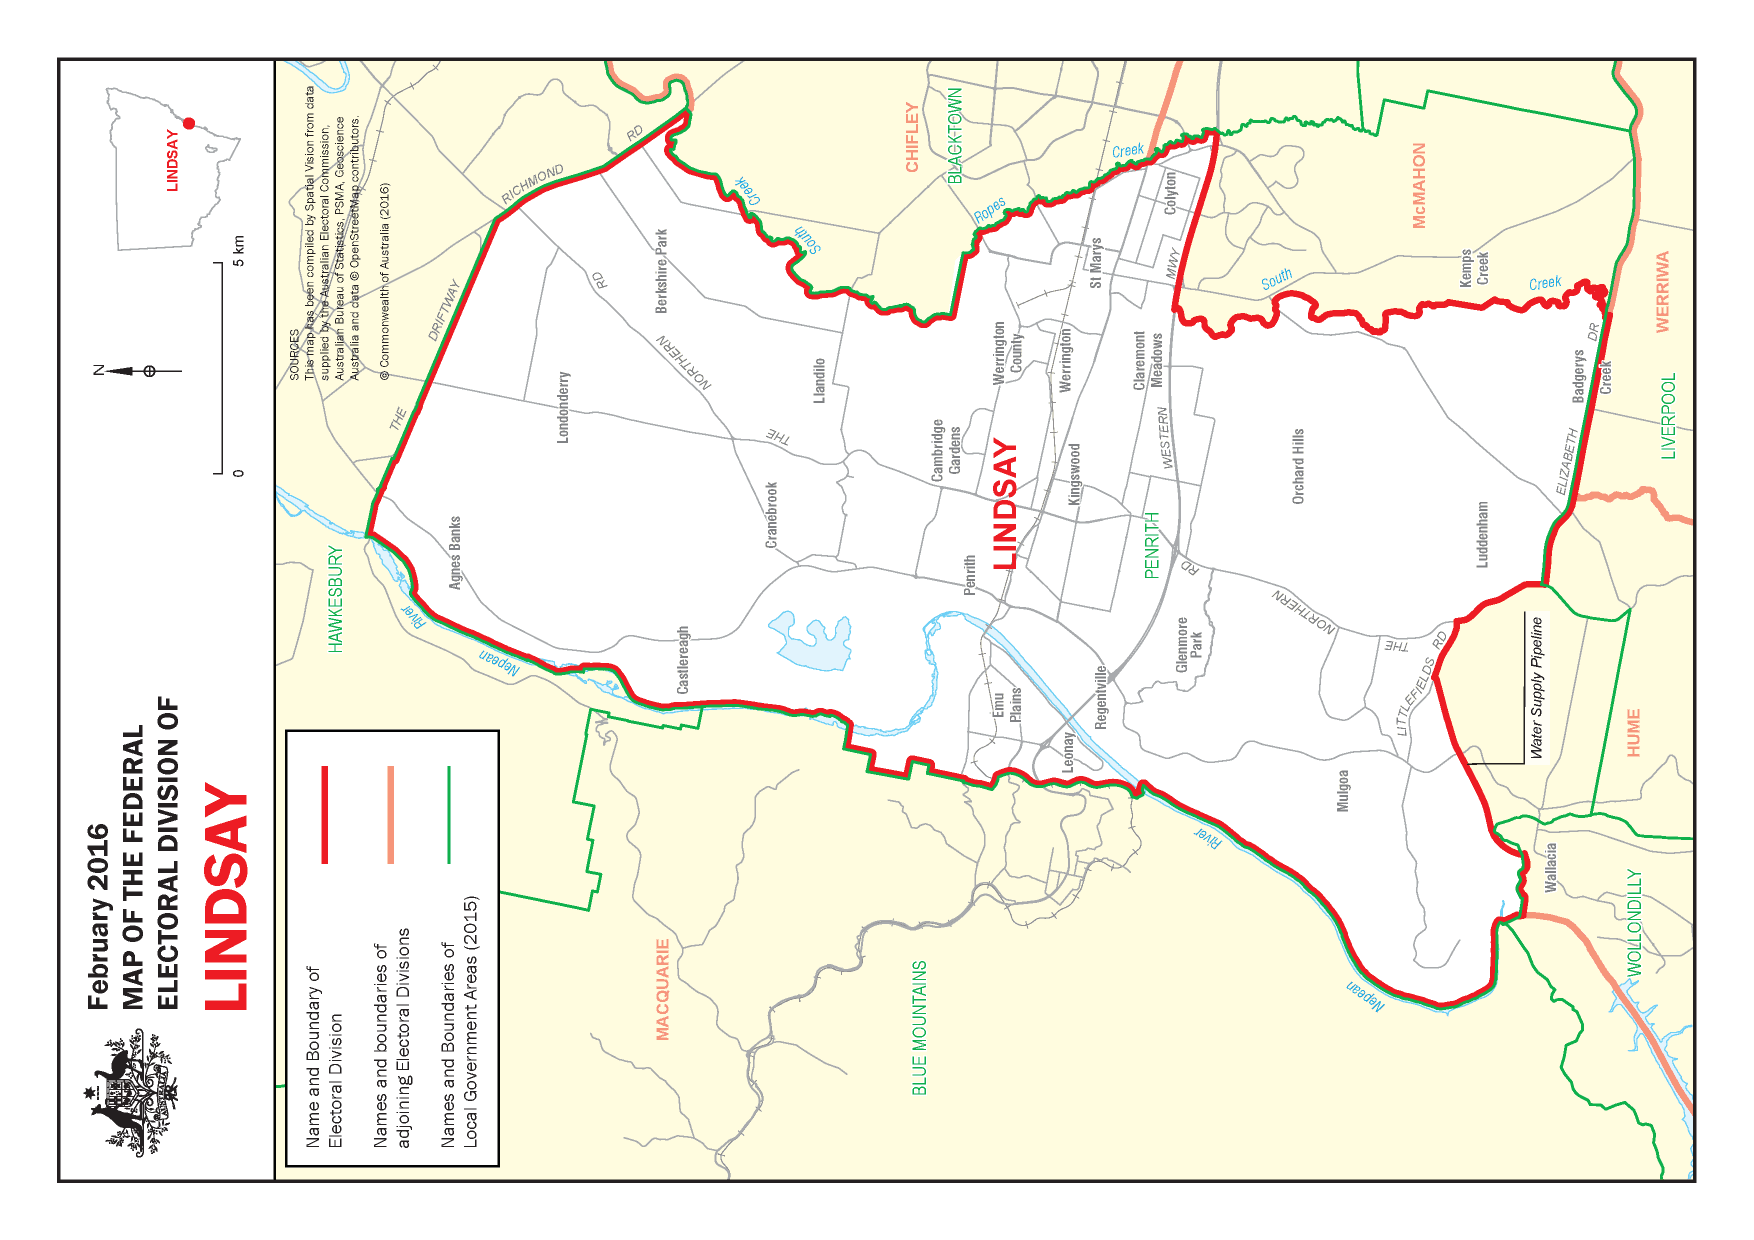 February 2016
MAP OF THE FEDERAL
ELECTORAL DIVISION OF
LINDSAY
N
0
5 km
LINDSAY
Name and Boundary of
Electoral Division
Names and boundaries of
adjoining Electoral Divisions
Names and Boundaries of
Local Government Areas (2015)
SOURCES
This map has been compiled by Spatial Vision from data
supplied by the Australian Electoral Commission,
Australian Bureau of Statistics, PSMA, Geoscience
Australia and data © OpenStreetMap contributors.
© Commonwealth of Australia (2016)
HAWKESBURY
River
Nepean
Agnes Banks
THE
DRIFTWAY
RICHMOND
RD
Londonderry
Berkshire Park
THE
NORTHERN
RD
South
Creek
Castlereagh
Cranebrook
Llandilo
CHIFLEY
BLACKTOWN
Ropes
Creek
MACQUARIE
BLUE MOUNTAINS
Cambridge
Gardens
Werrington
County
Penrith
LINDSAY
Kingswood
Werrington
St Marys
Colyton
Claremont
Meadows
Emu
Plains
Leonay
Regentville
PENRITH
WESTERN
MWY
Glenmore
Park
RD
NORTHERN
THE
River
Nepean
Orchard Hills
South
Creek
McMAHON
Kemps
Creek
Mulgoa
LITTLEFIELDS
RD
Luddenham
ELIZABETH
DR
Badgerys
Creek
Water Supply Pipeline
Wallacia
WOLLONDILLY
HUME
LIVERPOOL
WERRIWA